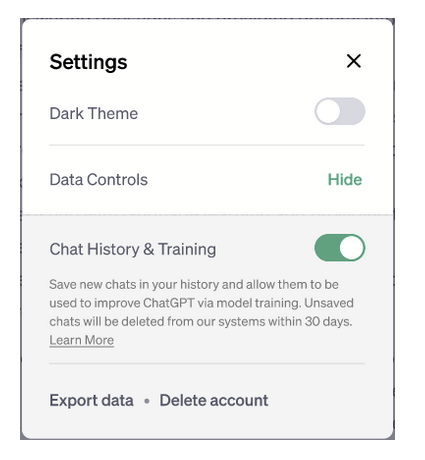 Settings
Dark Theme
Data Controls Hide
Chat History & Training
Save new chats in your history and allow them to be
used to improve ChatGPT via model training. Unsaved
chats will be deleted from our systems within 30 days.
Learn More
Export data • Delete account